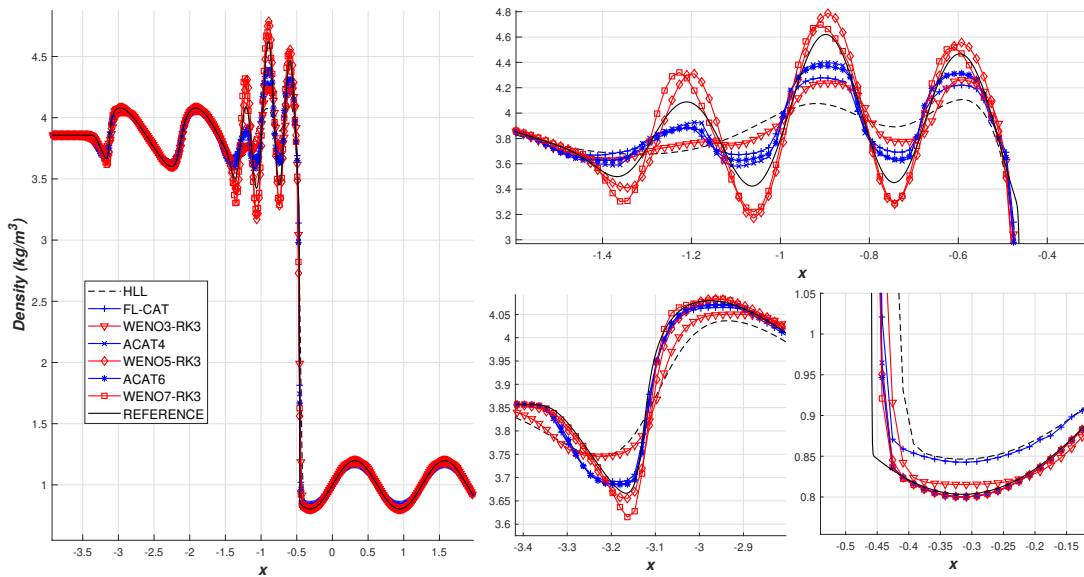 Density (kg/m³)
4.5
4
3.5
3
2.5
2
1.5
1
HLL
FL-CAT
WENO3-RK3
ACAT4
WENO5-RK3
ACAT6
WENO7-RK3
REFERENCE
-3.5 -3 -2.5 -2 -1.5 -1 -0.5 0 0.5 1 1.5
x
4.8
4.6
4.4
4.2
4
3.8
3.6
3.4
3.2
3
-1.4 -1.2 -1 -0.8 -0.6 -0.4
x
4.05
4
3.95
3.9
3.85
3.8
3.75
3.7
3.65
3.6
-3.4 -3.3 -3.2 -3.1 -3 -2.9
x
1.05
1
0.95
0.9
0.85
0.8
-0.5 -0.45 -0.4 -0.35 -0.3 -0.25 -0.2 -0.15
x